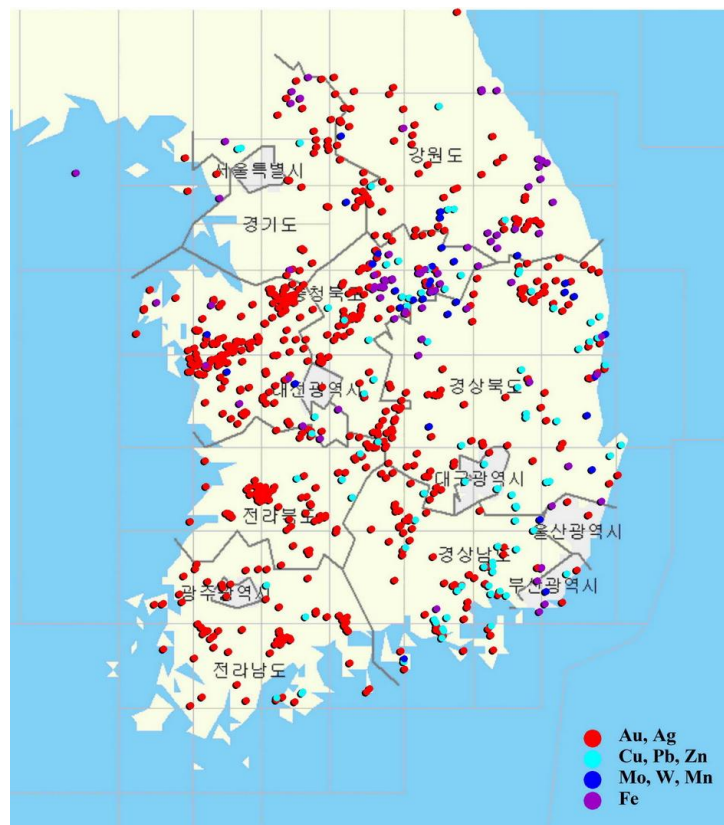 강원도
서울특별시
경기도
충청북도
대전광역시
경상북도
대구광역시
전라북도
울산광역시
경상남도
광주광역시
부산광역시
전라남도
Au, Ag
Cu, Pb, Zn
Mo, W, Mn
Fe